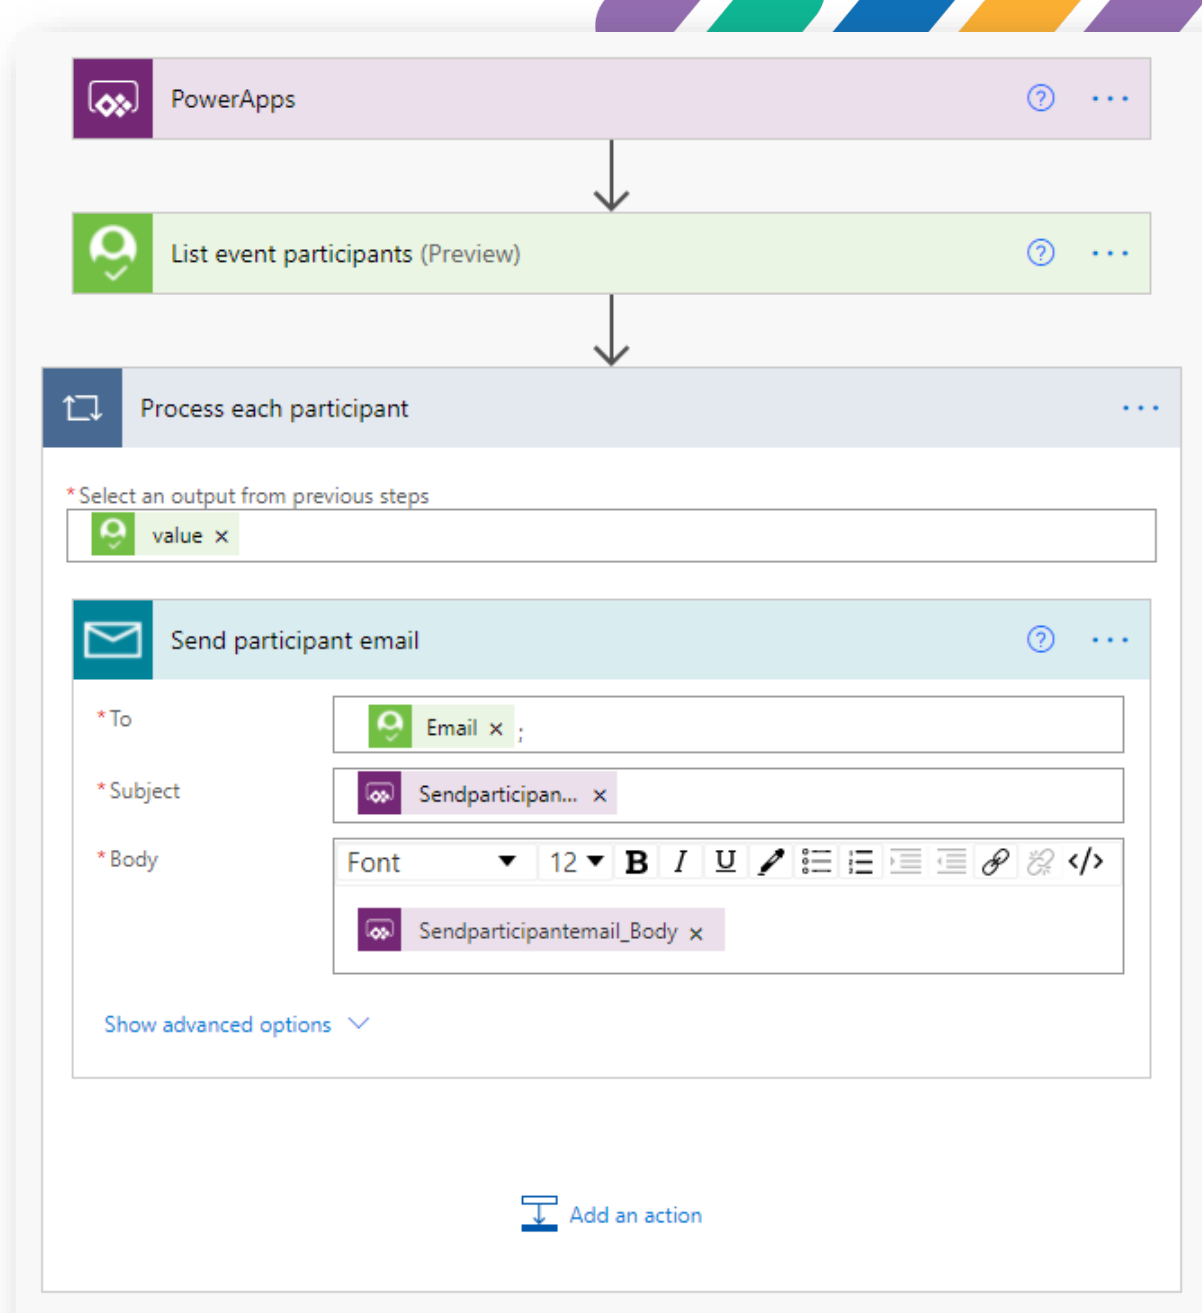 PowerApps
List event participants (Preview)
Process each participant
* Select an output from previous steps
value ×
Send participant email
* To
Email × ;
* Subject
Sendparticipan... ×
* Body
Font 12 B I U </>
Sendparticipantemail_Body ×
Show advanced options
Add an action